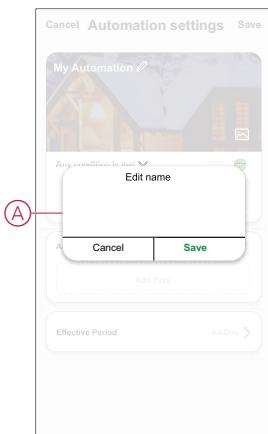 Cancel Automation settings Save
My Automation
Any condition is met
Edit name
A
Cancel Save
Add Task
Effective Period All-Day